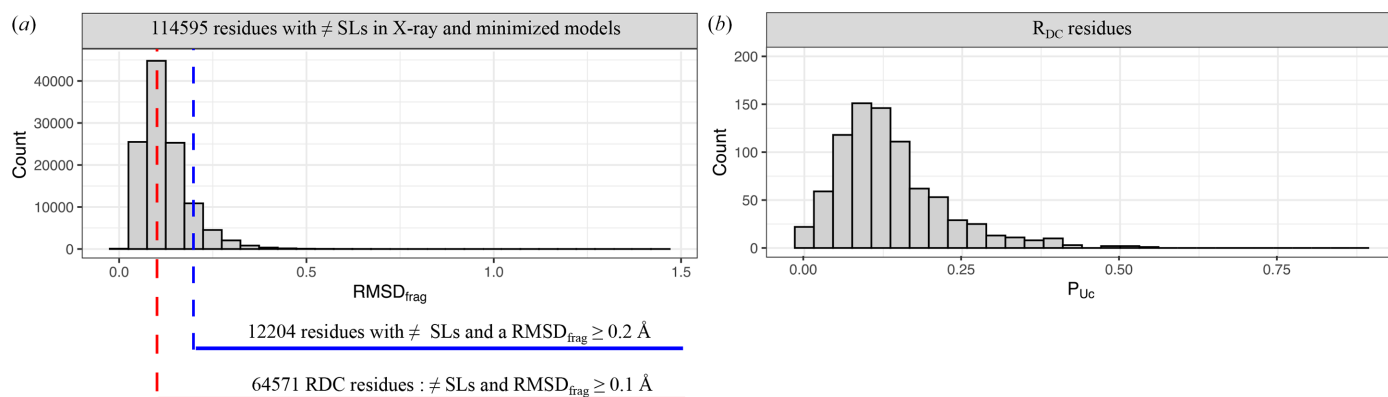 (a)
114595 residues with ≠ SLs in X-ray and minimized models
Count
40000
30000
20000
10000
0
0.0
0.5
1.0
1.5
RMSDfrag
12204 residues with ≠ SLs and a RMSDfrag ≥ 0.2 Å
64571 RDC residues : ≠ SLs and RMSDfrag ≥ 0.1 Å
(b)
RDC residues
Count
200
150
100
50
0
0.00
0.25
0.50
0.75
PUc